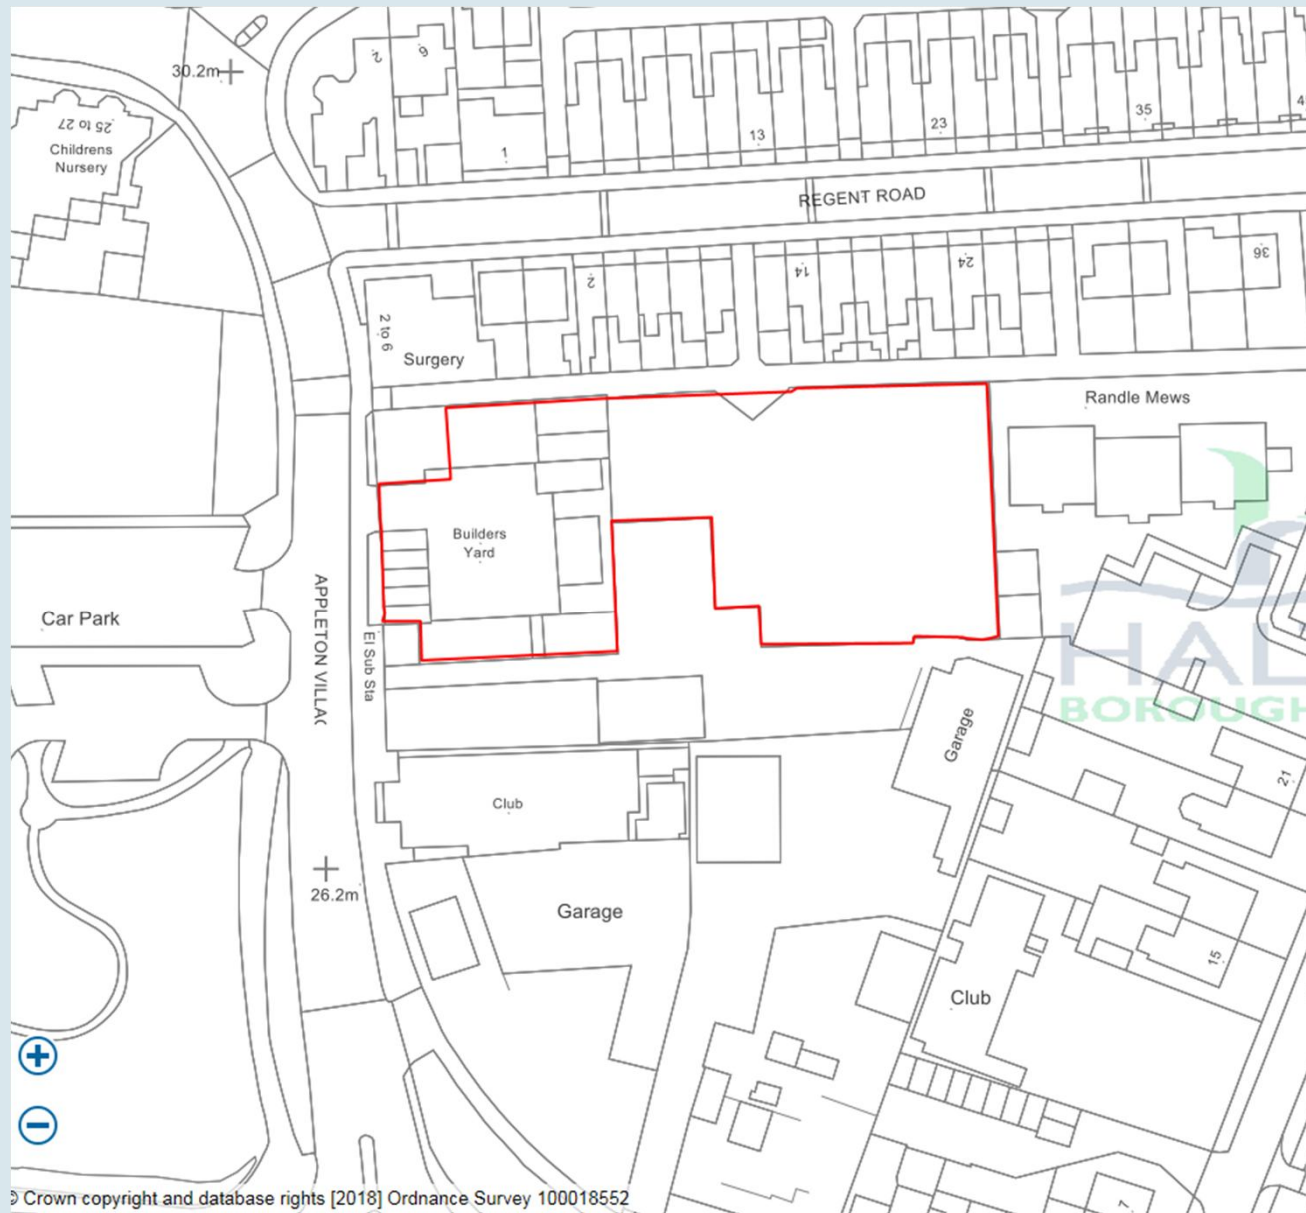 30.2m
2
6
25 to 27
Childrens
Nursery
1
13
23
35
REGENT ROAD
2
14
24
36
2 to 6
Surgery
Randle Mews
Builders
Yard
Car Park
APPLETON VILLAG
El Sub Sta
HAL
BOROUGH
Garage
21
Club
26.2m
Garage
15
Club
7
© Crown copyright and database rights [2018] Ordnance Survey 100018552